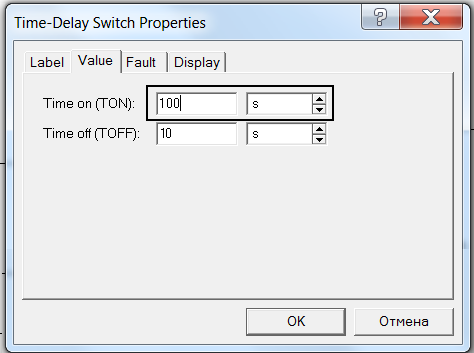 Time-Delay Switch Properties
?
Label Value Fault Display
Time on (TON): 100 s
Time off (TOFF): 10 s
OK Отмена